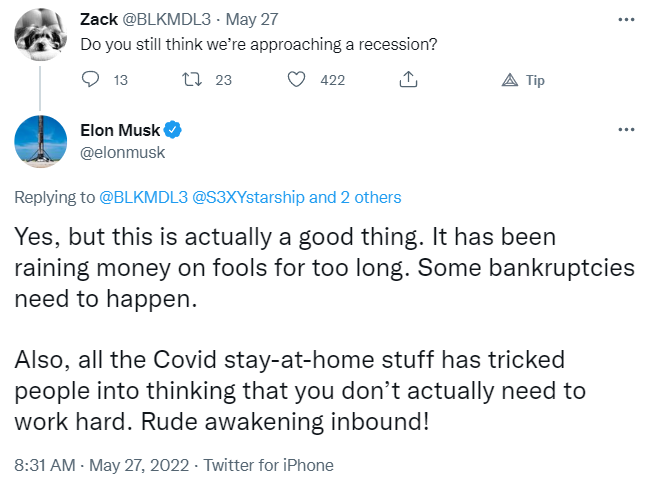 Zack @BLKMDL3 · May 27
Do you still think we’re approaching a recession?
13 23 422 Tip
Elon Musk
@elonmusk
Replying to @BLKMDL3 @S3XYstarship and 2 others
Yes, but this is actually a good thing. It has been
raining money on fools for too long. Some bankruptcies
need to happen.
Also, all the Covid stay-at-home stuff has tricked
people into thinking that you don’t actually need to
work hard. Rude awakening inbound!
8:31 AM · May 27, 2022 · Twitter for iPhone